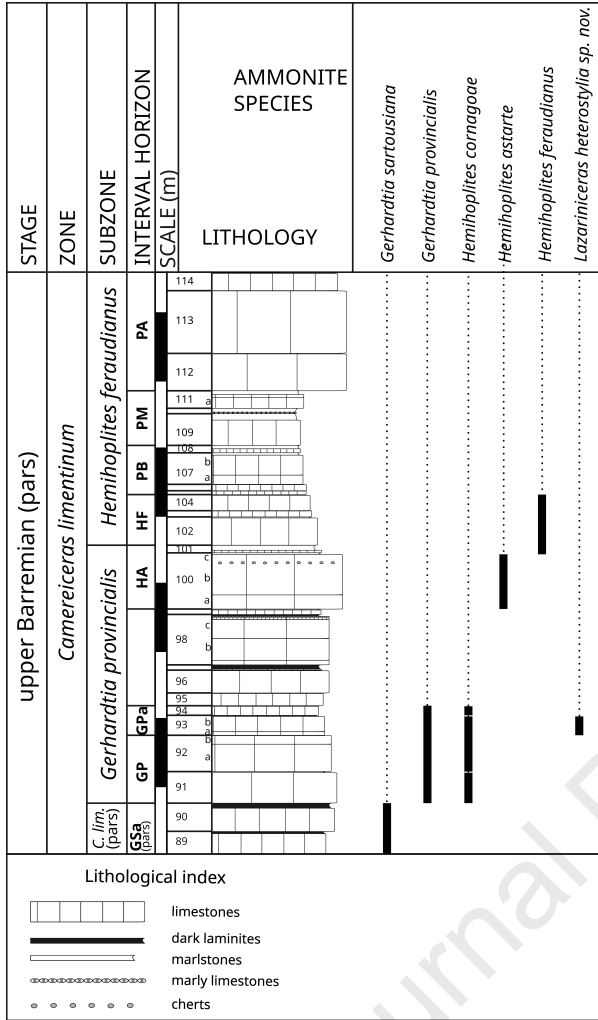 STAGE
ZONE
SUBZONE
INTERVAL HORIZON
SCALE (m)
AMMONITE
SPECIES
LITHOLOGY
Gerhardtia sartousiana
Gerhardtia provincialis
Hemihoplites cornagoae
Hemihoplites astarte
Hemihoplites feraudianus
Lazariniceras heterostylia sp. nov.
upper Barremian (pars)
Camereiceras limentinum
Hemihoplites feraudianus
Gerhardtia provincialis
C. lim.
(pars)
PA
PM
PB
HF
HA
GPa
GP
GSa
(pars)
114
113
112
111 a
109
108
107 b
a
104
102
101
100 c
b
a
98 c
b
96
95
94
93 b
a
92 b
a
91
90
89
Lithological index
limestones
dark laminites
marlstones
marly limestones
cherts
urnal